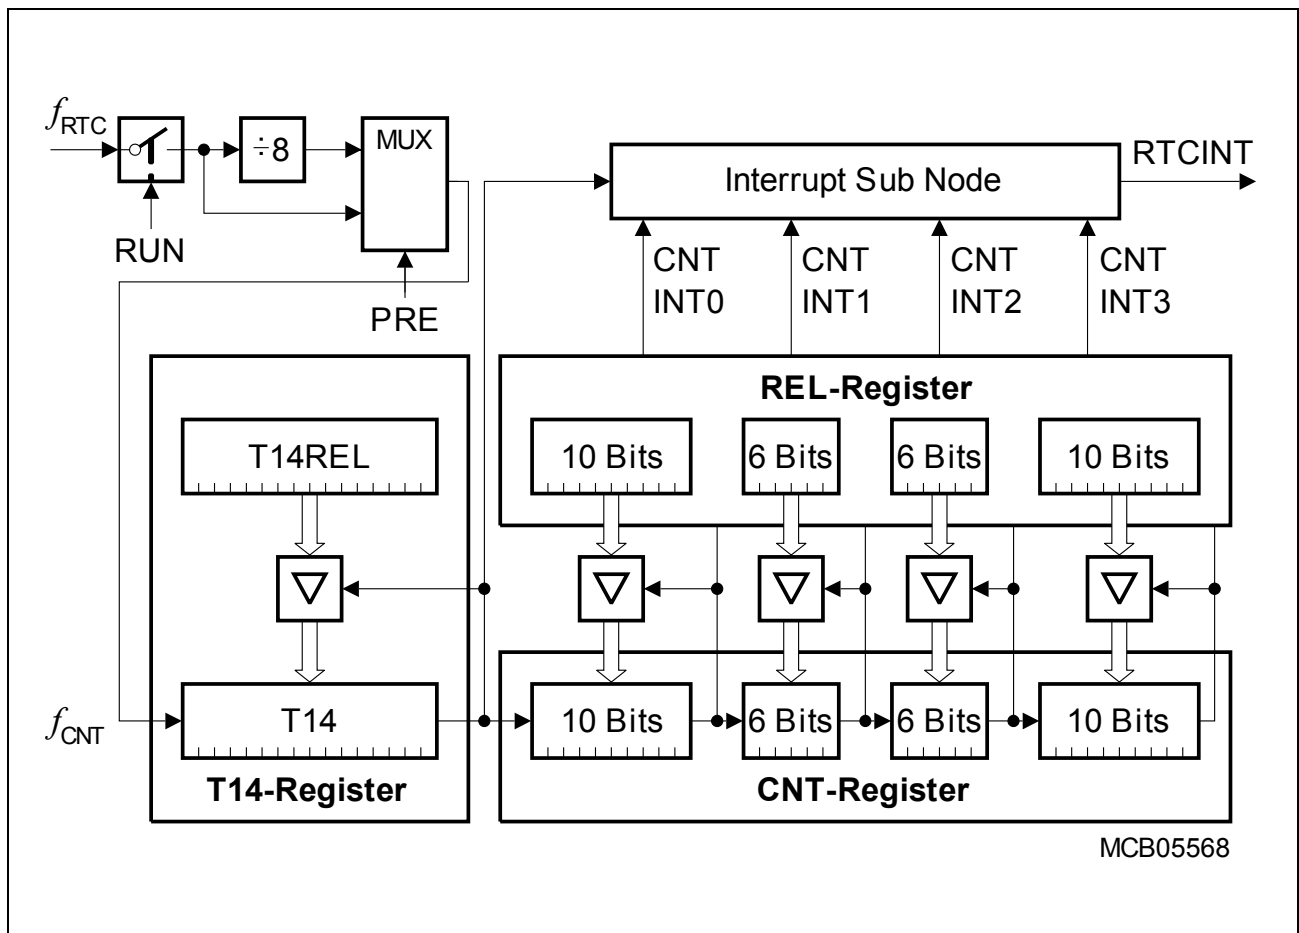 fRTC
÷8
MUX
RUN
PRE
Interrupt Sub Node
RTCINT
CNT INT0
CNT INT1
CNT INT2
CNT INT3
REL-Register
T14REL
10 Bits
6 Bits
6 Bits
10 Bits
fCNT
T14
10 Bits
6 Bits
6 Bits
10 Bits
T14-Register
CNT-Register
MCB05568